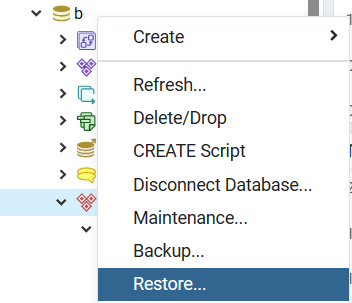 b
Create
Refresh...
Delete/Drop
CREATE Script
Disconnect Database...
Maintenance...
Backup...
Restore...